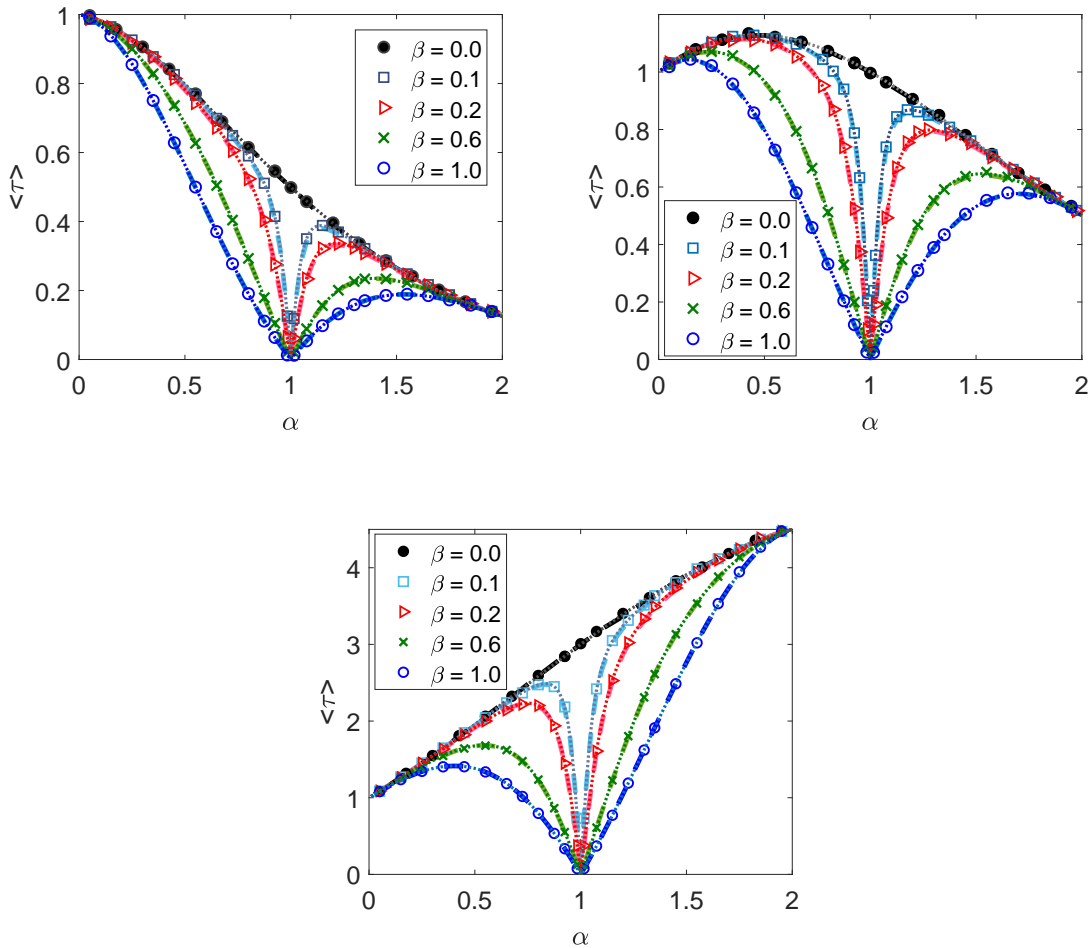 1
0.8
0.6
0.4
0.2
0
<τ>
0 0.5 1 1.5 2
α
β = 0.0
β = 0.1
β = 0.2
β = 0.6
β = 1.0
1.2
1
0.8
0.6
0.4
0.2
0
<τ>
0 0.5 1 1.5 2
α
β = 0.0
β = 0.1
β = 0.2
β = 0.6
β = 1.0
4
3
2
1
0
<τ>
0 0.5 1 1.5 2
α
β = 0.0
β = 0.1
β = 0.2
β = 0.6
β = 1.0